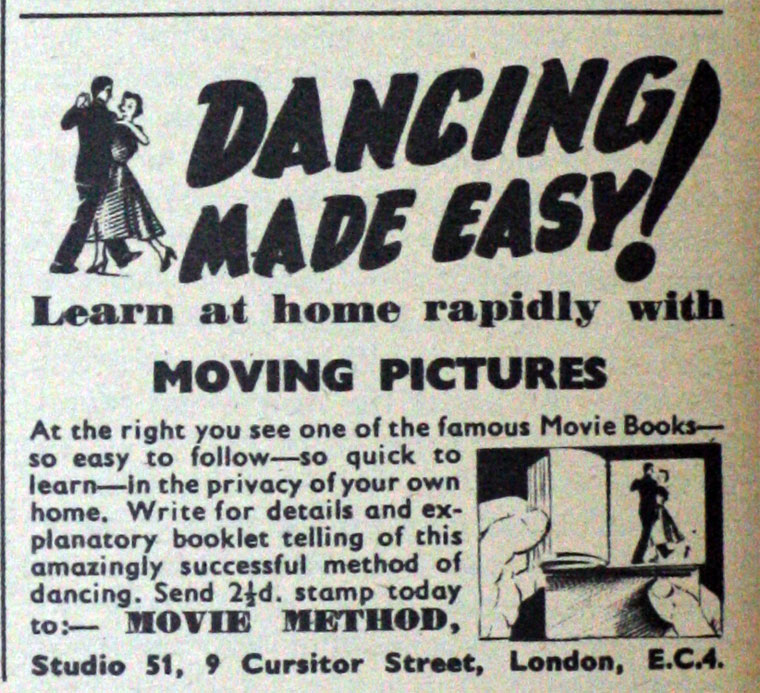 DANCING
MADE EASY!
Learn at home rapidly with
MOVING PICTURES
At the right you see one of the famous Movie Books—
so easy to follow—so quick to
learn—in the privacy of your own
home. Write for details and ex-
planatory booklet telling of this
amazingly successful method of
dancing. Send 2½d. stamp today
to:— MOVIE METHOD,
Studio 51, 9 Cursitor Street, London, E.C.4.